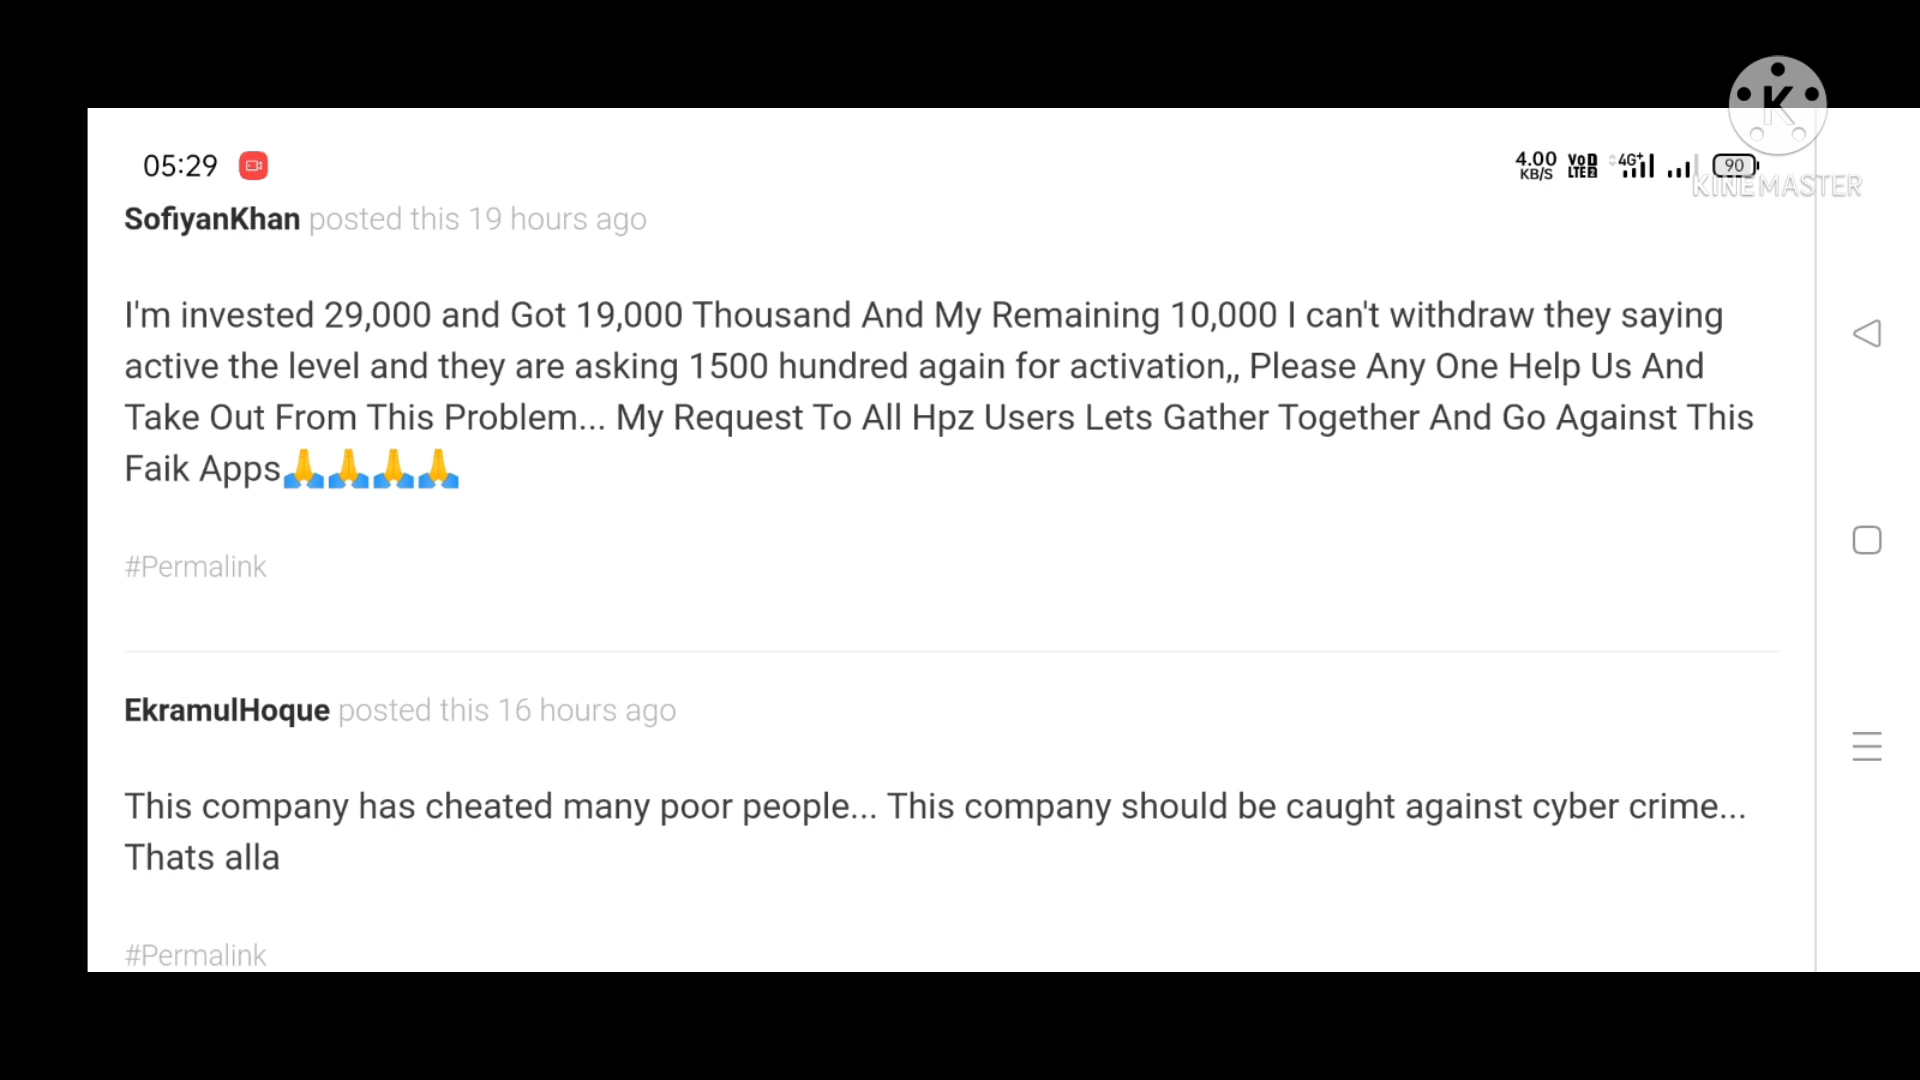 05:29
4.00 KB/S VoD LTE2 4G+ 90
K
KINEMASTER
SofiyanKhan posted this 19 hours ago
I'm invested 29,000 and Got 19,000 Thousand And My Remaining 10,000 I can't withdraw they saying
active the level and they are asking 1500 hundred again for activation,, Please Any One Help Us And
Take Out From This Problem... My Request To All Hpz Users Lets Gather Together And Go Against This
Faik Apps🙏🙏🙏🙏
#Permalink
EkramulHoque posted this 16 hours ago
This company has cheated many poor people... This company should be caught against cyber crime...
Thats alla
#Permalink